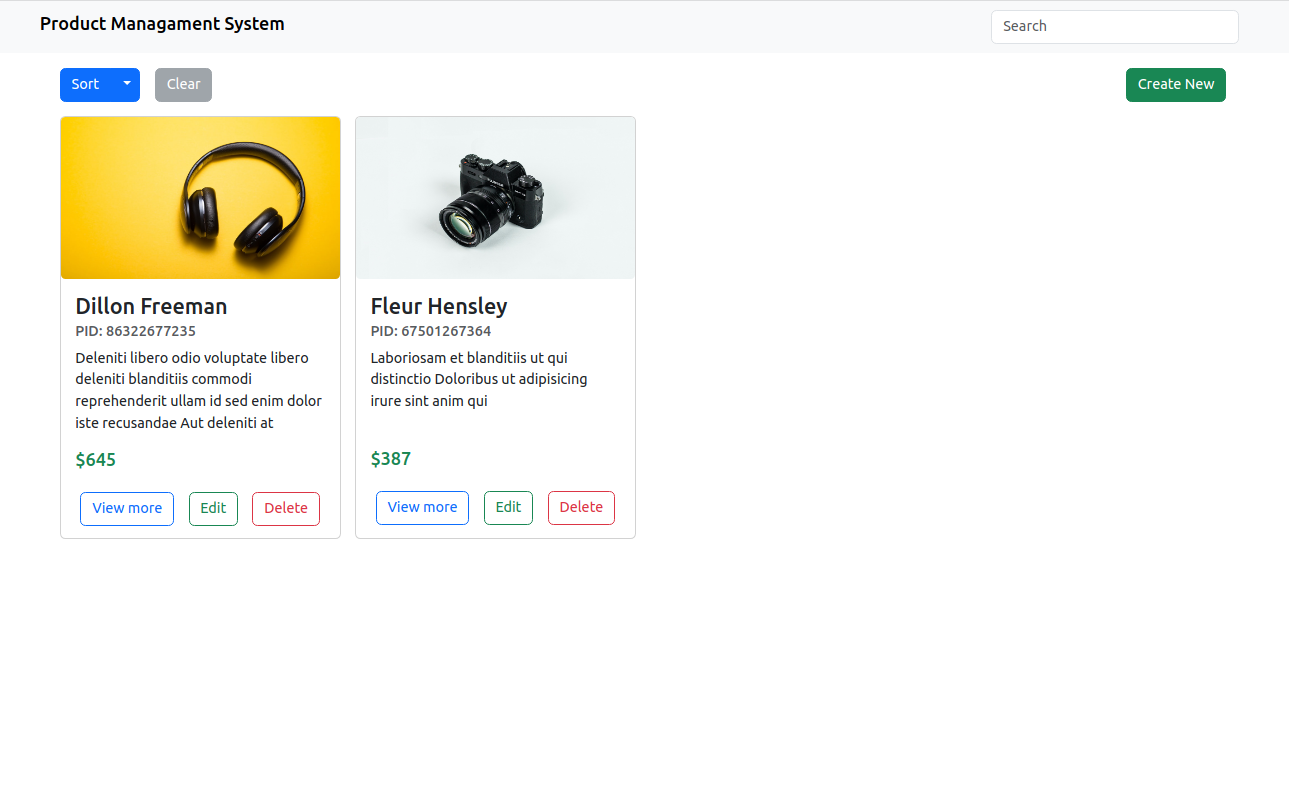 Product Managament System
Search
Sort
Clear
Create New
Dillon Freeman
PID: 86322677235
Deleniti libero odio voluptate libero
deleniti blanditiis commodi
reprehenderit ullam id sed enim dolor
iste recusandae Aut deleniti at
$645
View more
Edit
Delete
Fleur Hensley
PID: 67501267364
Laboriosam et blanditiis ut qui
distinctio Doloribus ut adipisicing
irure sint anim qui
$387
View more
Edit
Delete